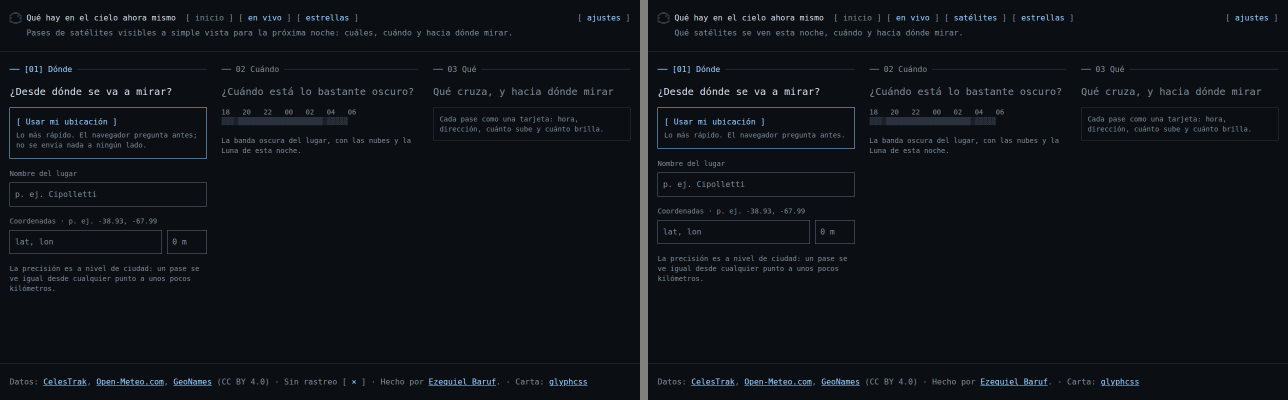 Qué hay en el cielo ahora mismo [ inicio ] [ en vivo ] [ estrellas ] [ ajustes ]
Pases de satélites visibles a simple vista para la próxima noche: cuáles, cuándo y hacia dónde mirar.
[01] Dónde
¿Desde dónde se va a mirar?
[ Usar mi ubicación ]
Lo más rápido. El navegador pregunta antes;
no se envía nada a ningún lado.
Nombre del lugar
p. ej. Cipolletti
Coordenadas · p. ej. -38.93, -67.99
lat, lon
0 m
La precisión es a nivel de ciudad: un pase se
ve igual desde cualquier punto a unos pocos
kilómetros.
02 Cuándo
¿Cuándo está lo bastante oscuro?
18 20 22 00 02 04 06
La banda oscura del lugar, con las nubes y la
Luna de esta noche.
03 Qué
Qué cruza, y hacia dónde mirar
Cada pase como una tarjeta: hora,
dirección, cuánto sube y cuánto brilla.
Datos: CelesTrak, Open-Meteo.com, GeoNames (CC BY 4.0) · Sin rastreo [ × ] · Hecho por Ezequiel Baruf. · Carta: glyphcss
Qué hay en el cielo ahora mismo [ inicio ] [ en vivo ] [ satélites ] [ estrellas ] [ ajustes ]
Qué satélites se ven esta noche, cuándo y hacia dónde mirar.
[01] Dónde
¿Desde dónde se va a mirar?
[ Usar mi ubicación ]
Lo más rápido. El navegador pregunta antes.
Nombre del lugar
p. ej. Cipolletti
Coordenadas · p. ej. -38.93, -67.99
lat, lon
0 m
La precisión es a nivel de ciudad: un pase se
ve igual desde cualquier punto a unos pocos
kilómetros.
02 Cuándo
¿Cuándo está lo bastante oscuro?
18 20 22 00 02 04 06
La banda oscura del lugar, con las nubes y la
Luna de esta noche.
03 Qué
Qué cruza, y hacia dónde mirar
Cada pase como una tarjeta: hora,
dirección, cuánto sube y cuánto brilla.
Datos: CelesTrak, Open-Meteo.com, GeoNames (CC BY 4.0) · Hecho por Ezequiel Baruf. · Carta: glyphcss